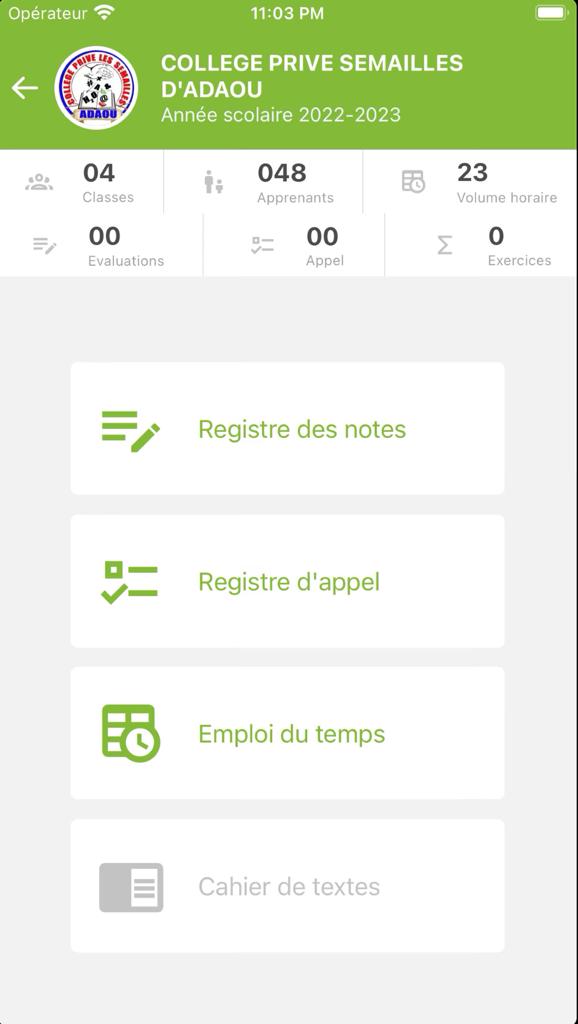 Opérateur 11:03 PM
COLLEGE PRIVE SEMAILLES
D'ADAOU
Année scolaire 2022-2023
COLLEGE PRIVE LES SEMAILLES
ADAOU
04 048 23
Classes Apprenants Volume horaire
00 00 0
Evaluations Appel Exercices
Registre des notes
Registre d'appel
Emploi du temps
Cahier de textes